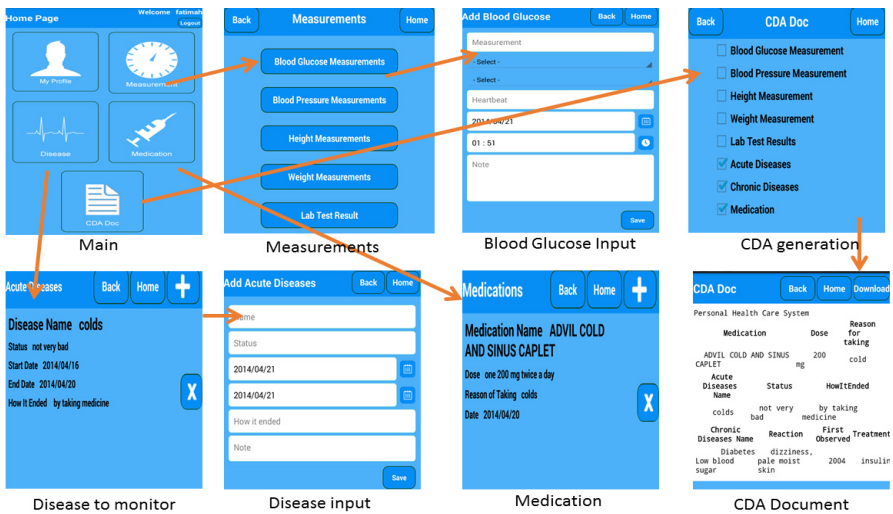 Home Page
Welcome fatimah
Logout
My Profile
Measurement
Disease
Medication
CDA Doc
Main
Back
Measurements
Home
Blood Glucose Measurements
Blood Pressure Measurements
Height Measurements
Weight Measurements
Lab Test Result
Measurements
Add Blood Glucose
Back
Home
Measurement
- Select -
- Select -
Heartbeat
2014/04/21
01 : 51
Note
Save
Blood Glucose Input
Back
CDA Doc
Home
Blood Glucose Measurement
Blood Pressure Measurement
Height Measurement
Weight Measurement
Lab Test Results
Acute Diseases
Chronic Diseases
Medication
CDA generation
Acute Diseases
Back
Home
+
Disease Name colds
Status not very bad
Start Date 2014/04/16
End Date 2014/04/20
How It Ended by taking medicine
X
Disease to monitor
Add Acute Diseases
Back
Home
Name
Status
2014/04/21
2014/04/21
How it ended
Note
Save
Disease input
Medications
Back
Home
+
Medication Name ADVIL COLD
AND SINUS CAPLET
Dose one 200 mg twice a day
Reason of Taking colds
Date 2014/04/20
X
Medication
CDA Doc
Back
Home
Download
Personal Health Care System
Reason
Medication Dose for
taking
ADVIL COLD AND SINUS 200 cold
CAPLET mg
Acute
Diseases Status HowItEnded
Name
colds not very by taking
bad medicine
Chronic Reaction First Treatment
Diseases Name Observed
Diabetes dizziness,
Low blood pale moist 2004 insulin
sugar skin
CDA Document